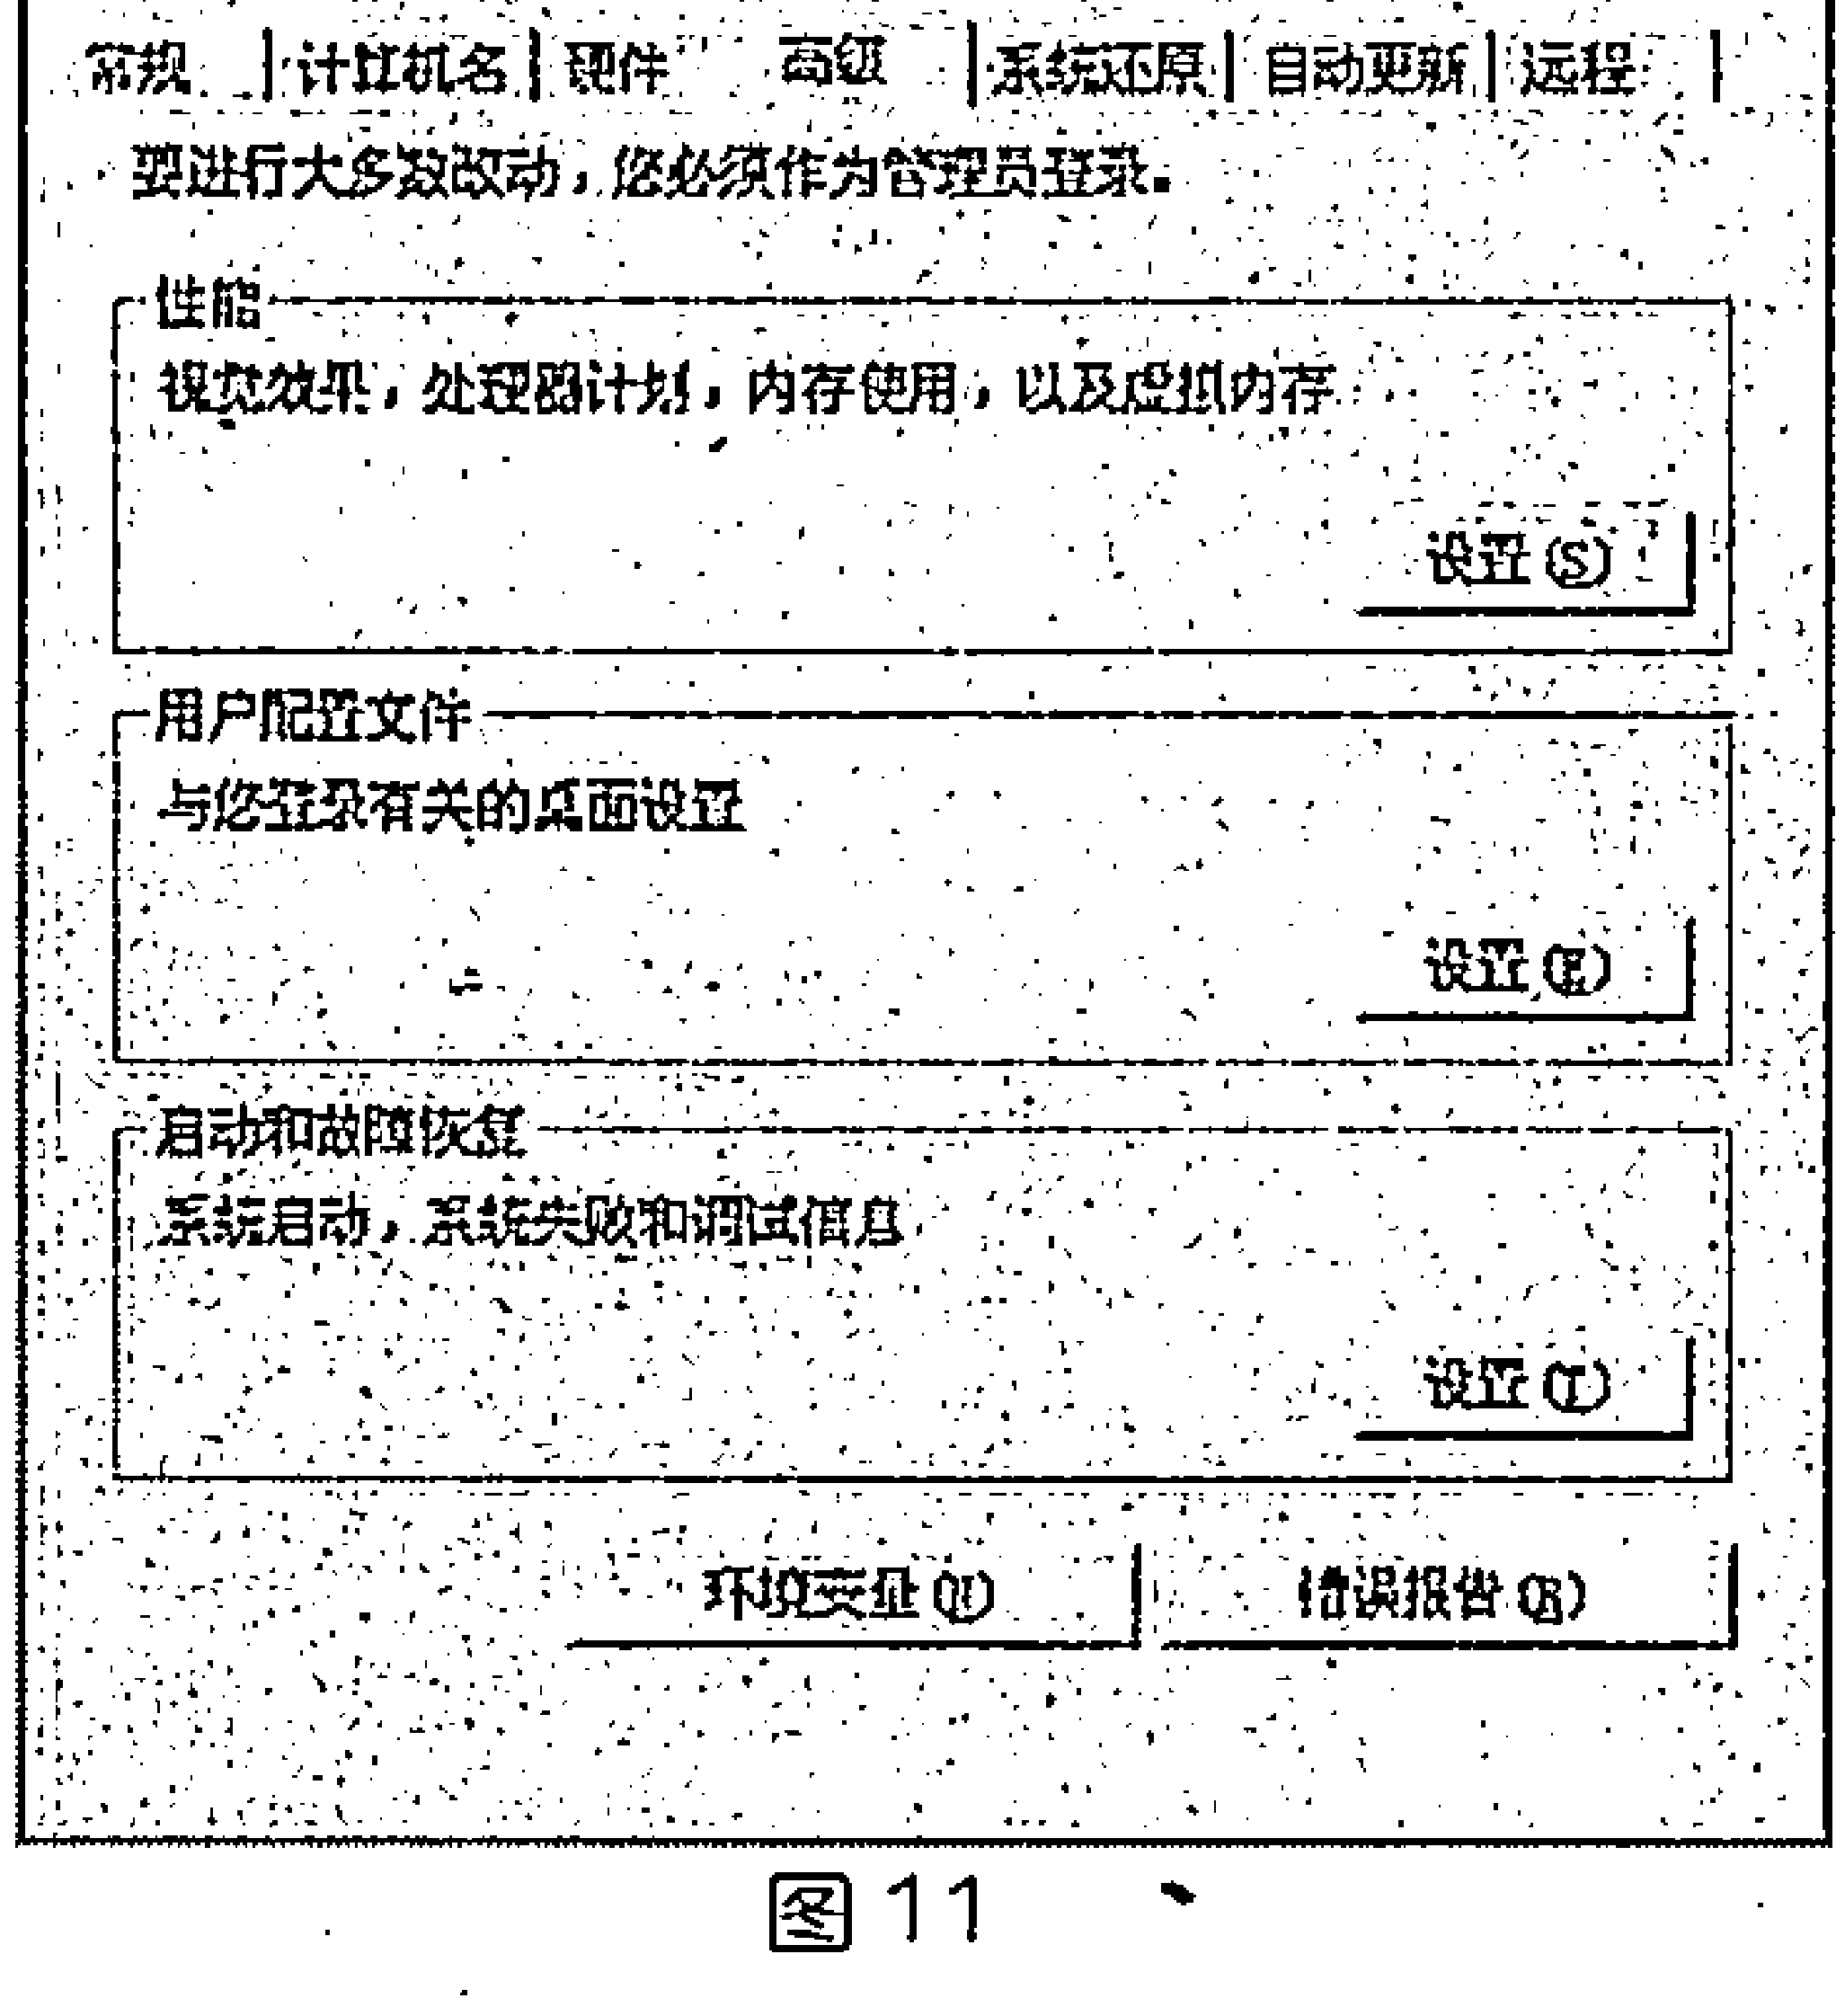 常规 计算机名 硬件 高级 系统还原 自动更新 远程
要进行大多数改动，您必须作为管理员登录。
性能
视觉效果，处理器计划，内存使用，以及虚拟内存
设置(S)
用户配置文件
与您登录有关的桌面设置
设置(E)
启动和故障恢复
系统启动，系统失败和调试信息
设置(T)
环境变量(N) 错误报告(R)
图11